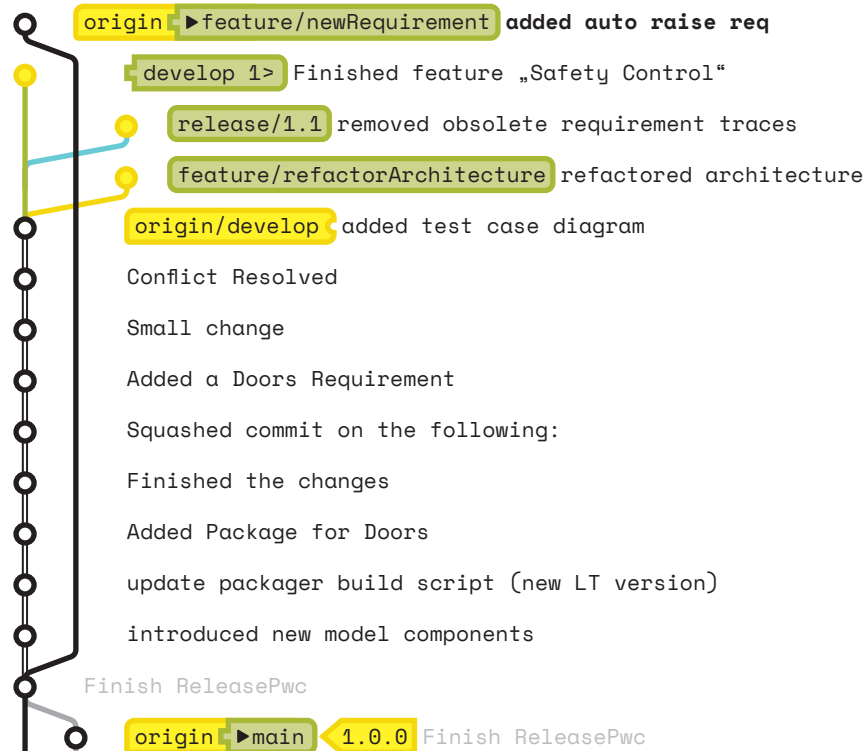 origin ▶feature/newRequirement added auto raise req
develop 1> Finished feature „Safety Control“
release/1.1 removed obsolete requirement traces
feature/refactorArchitecture refactored architecture
origin/develop added test case diagram
Conflict Resolved
Small change
Added a Doors Requirement
Squashed commit on the following:
Finished the changes
Added Package for Doors
update packager build script (new LT version)
introduced new model components
Finish ReleasePwc
origin ▶main 1.0.0 Finish ReleasePwc